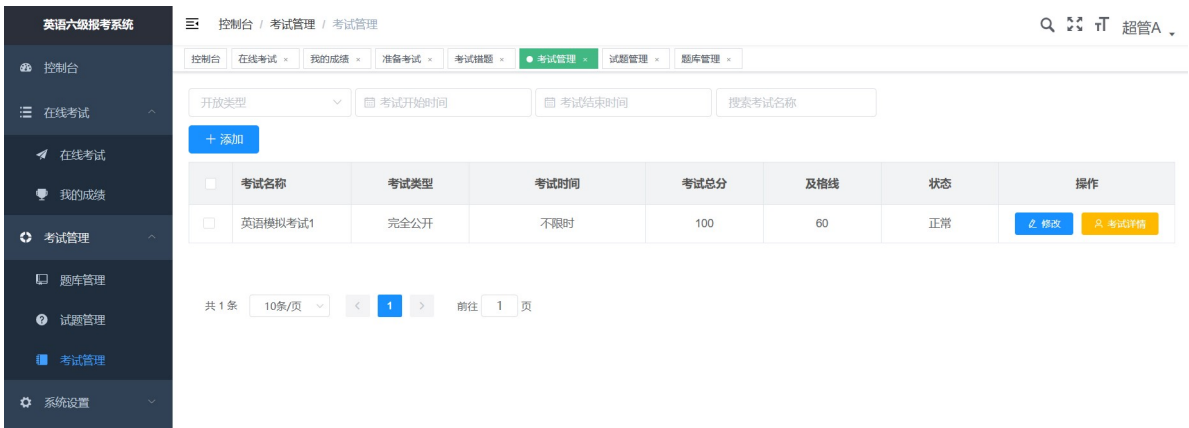 英语六级报考系统
控制台 / 考试管理 / 考试管理
超管A
控制台 在线考试 × 我的成绩 × 准备考试 × 考试错题 × 考试管理 × 试题管理 × 题库管理 ×
控制台
在线考试
在线考试
我的成绩
考试管理
题库管理
试题管理
考试管理
系统设置
开放类型 考试开始时间 考试结束时间 搜索考试名称
+ 添加
考试名称 考试类型 考试时间 考试总分 及格线 状态 操作
英语模拟考试1 完全公开 不限时 100 60 正常 修改 考试详情
共 1 条 10条/页 < 1 > 前往 1 页